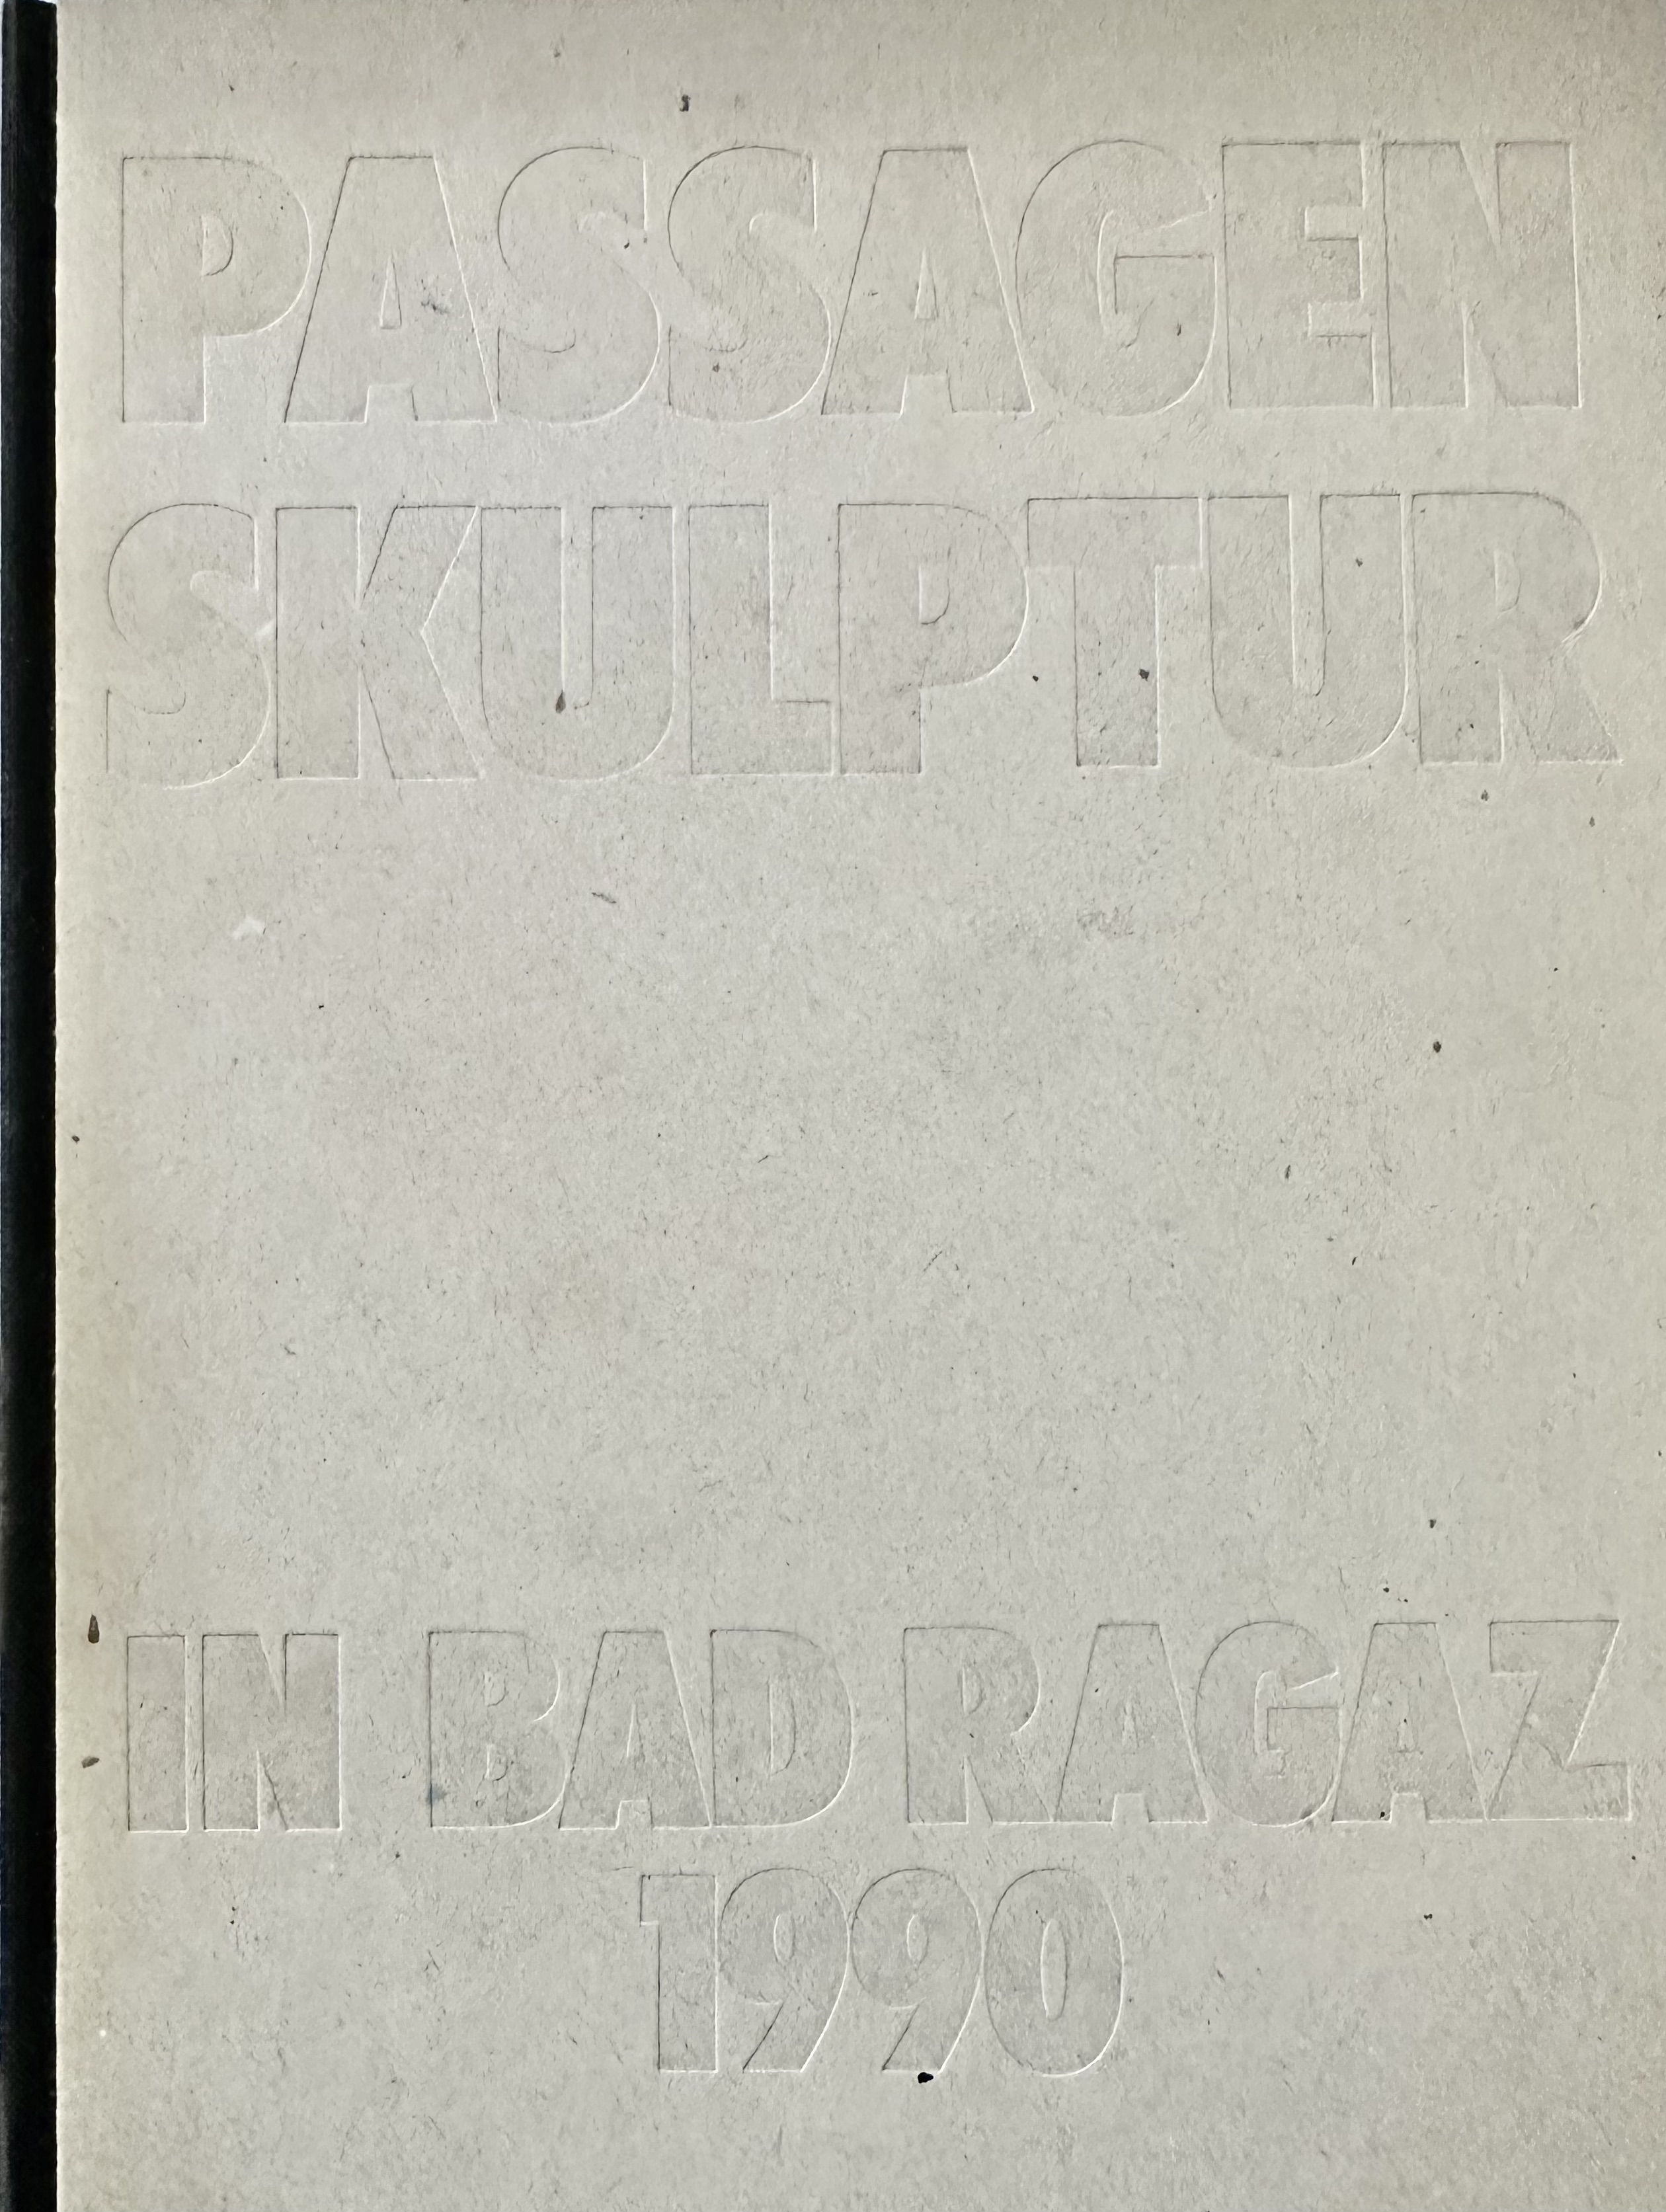 PASSAGEN
SKULPTUR
IN BAD RAGAZ
1990